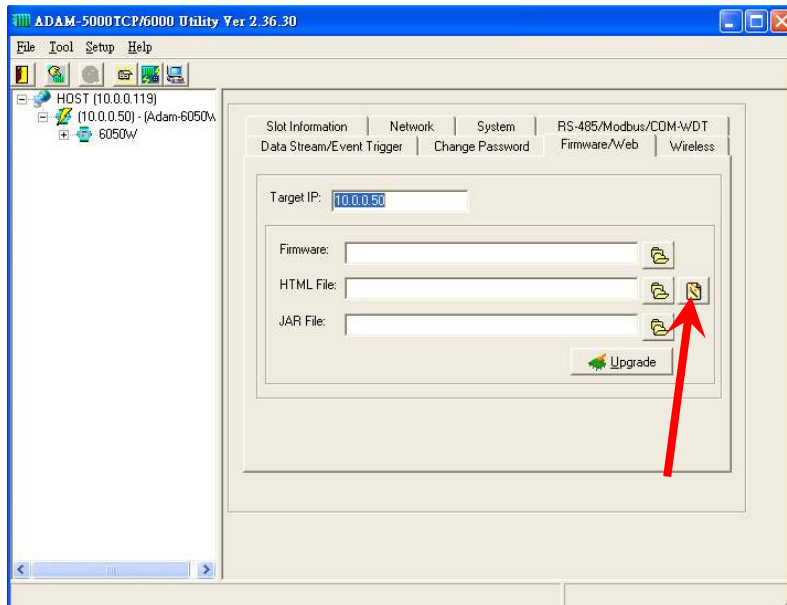 ADAM-5000TCP/6000 Utility Ver 2.36.30
File Tool Setup Help
HOST (10.0.0.119)
(10.0.0.50) - (Adam-6050W
6050W
Slot Information Network System RS-485/Modbus/COM-WDT
Data Stream/Event Trigger Change Password Firmware/Web Wireless
Target IP: 10.0.0.50
Firmware:
HTML File:
JAR File:
Upgrade